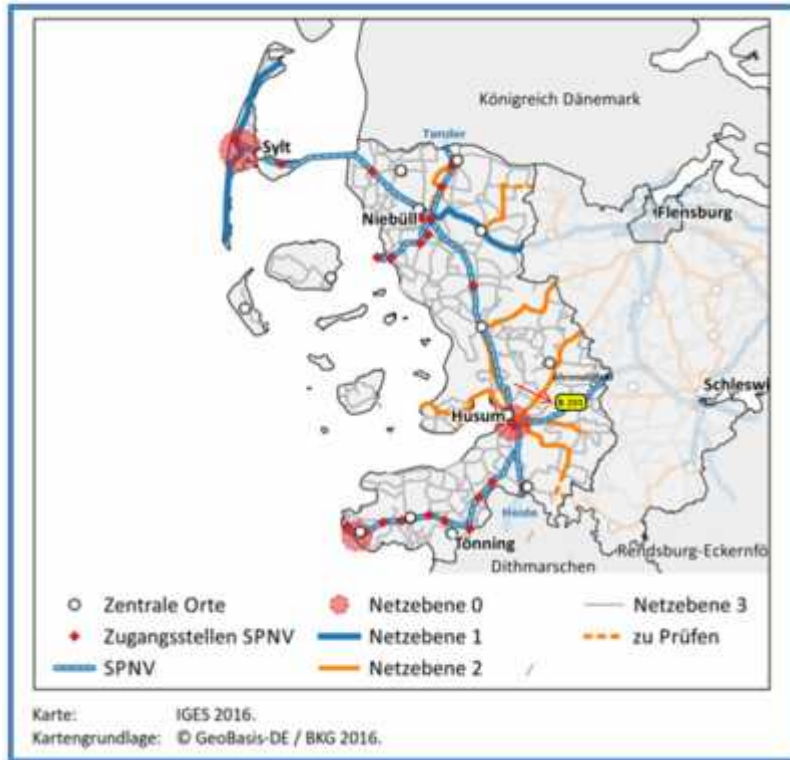 Königreich Dänemark
Tønder
Sylt
Niebüll
Flensburg
Schleswi
Husum
Heide
Tönning
Rendsburg-Eckernfö
Dithmarschen
Zentrale Orte
Netzebene 0
Netzebene 3
Zugangsstellen SPNV
Netzebene 1
zu Prüfen
SPNV
Netzebene 2
Karte: IGES 2016.
Kartengrundlage: © GeoBasis-DE / BKG 2016.